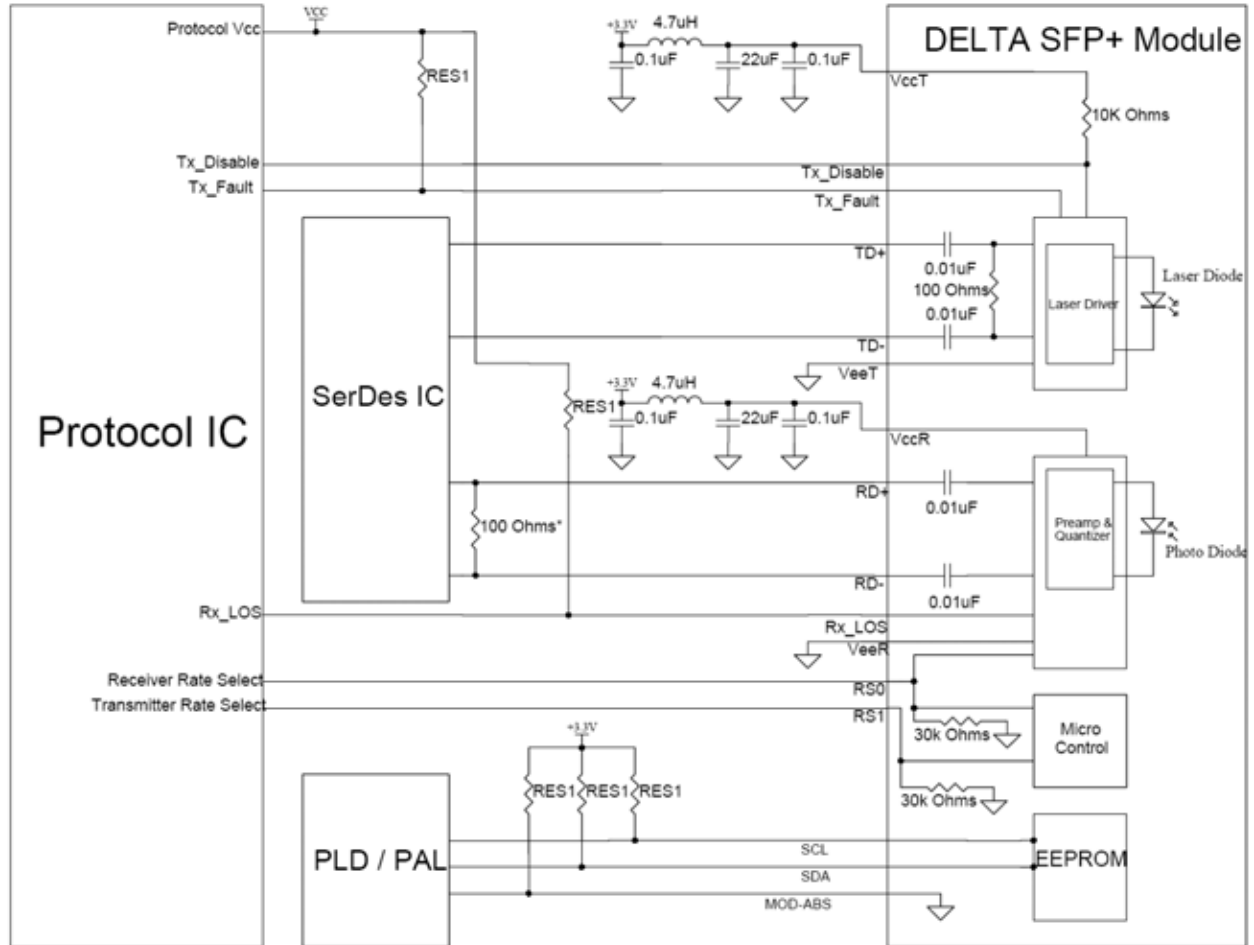 VCC
Protocol Vcc
+3.3V
4.7uH
DELTA SFP+ Module
0.1uF
22uF
0.1uF
RES1
VccT
10K Ohms
Tx_Disable
Tx_Disable
Tx_Fault
Tx_Fault
TD+
0.01uF
100 Ohms
0.01uF
Laser Diode
Laser Driver
TD-
VeeT
SerDes IC
+3.3V
4.7uH
RES1
0.1uF
22uF
0.1uF
Protocol IC
VccR
RD+
0.01uF
100 Ohms*
Preamp &
Quantizer
Photo Diode
RD-
0.01uF
Rx_LOS
Rx_LOS
VeeR
Receiver Rate Select
RS0
Transmitter Rate Select
RS1
+3.3V
30k Ohms
Micro
Control
RES1
RES1
RES1
30k Ohms
PLD / PAL
SCL
EEPROM
SDA
MOD-ABS